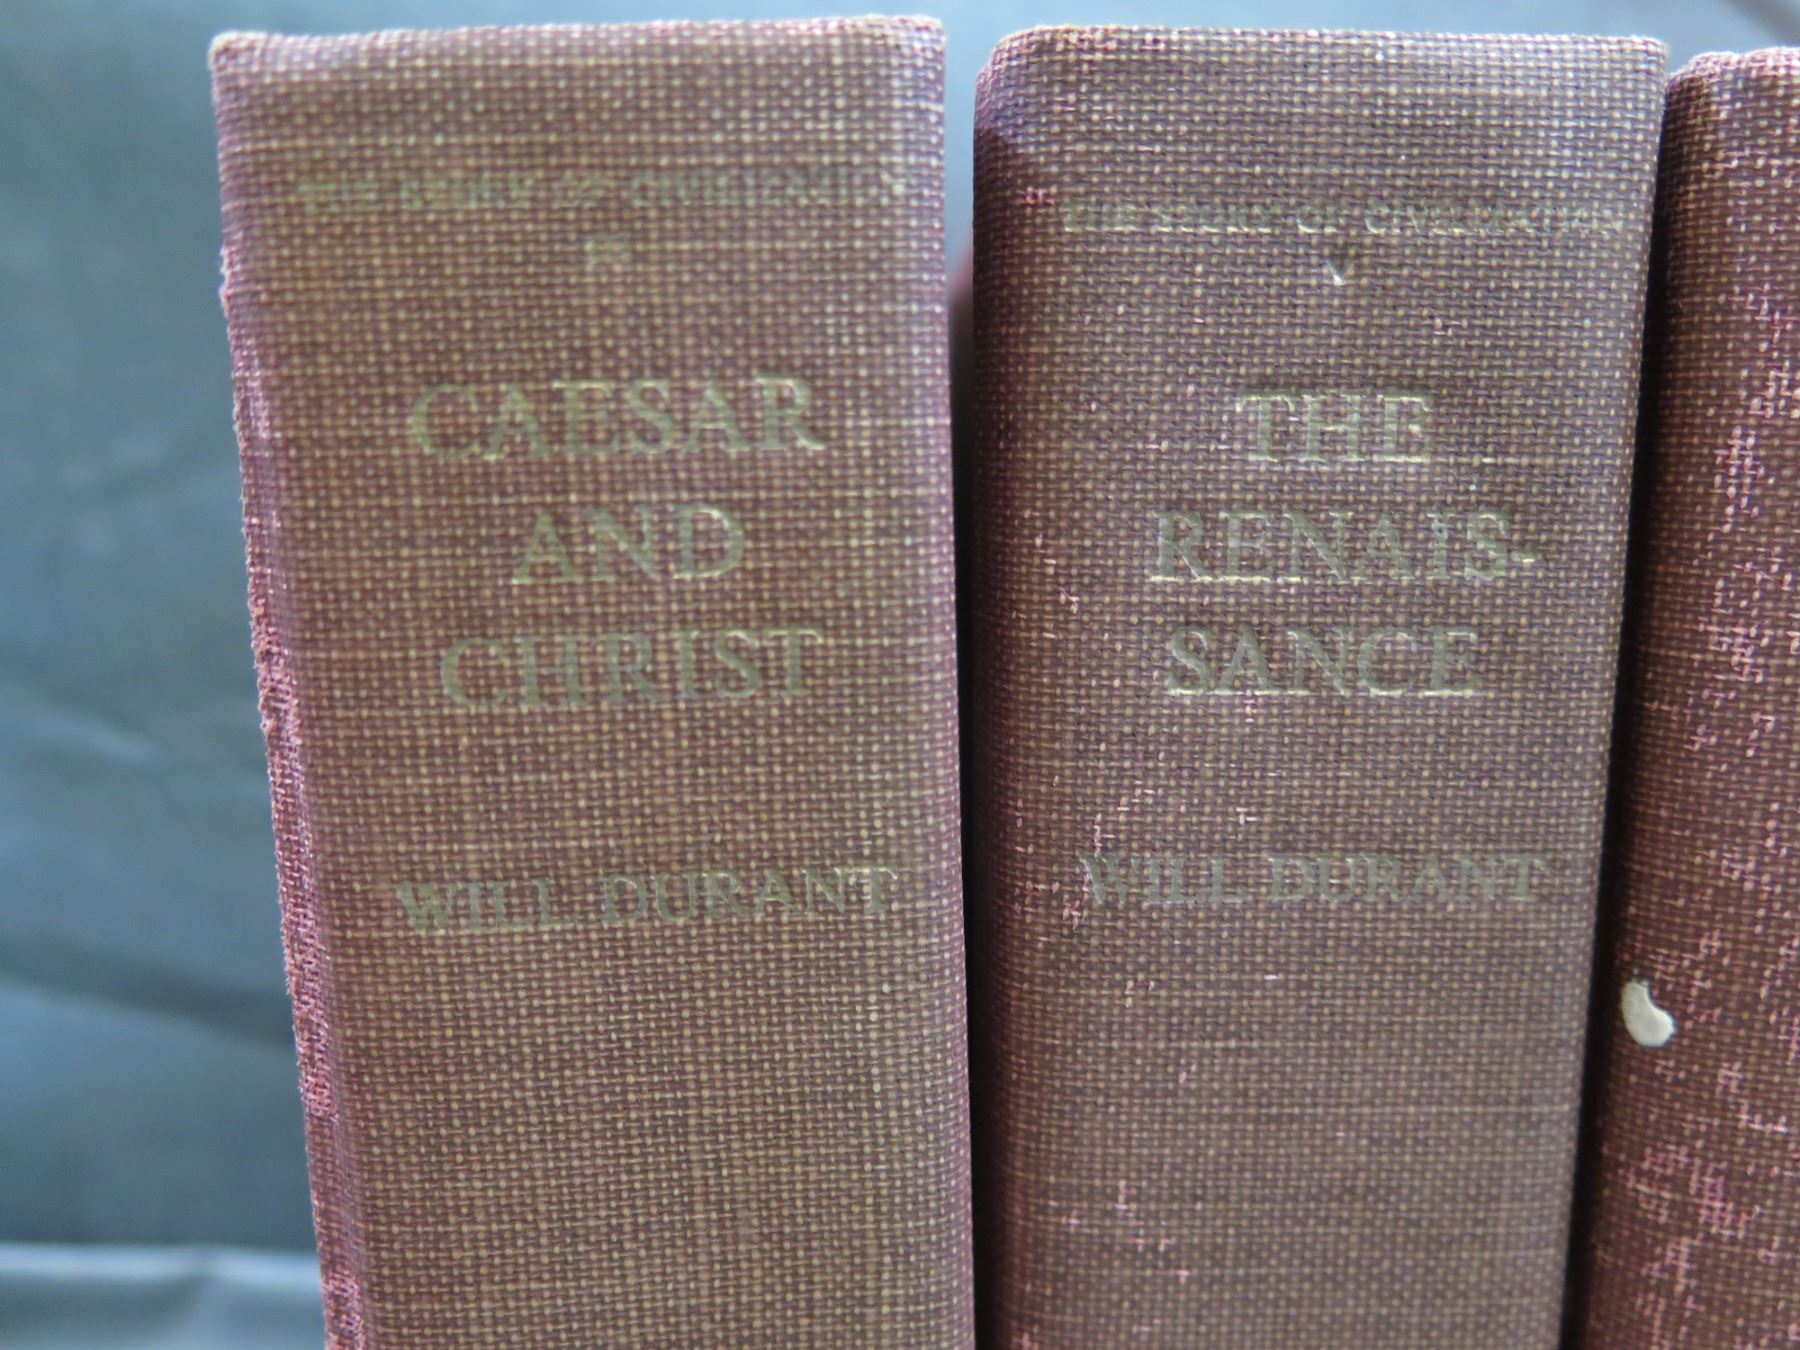 THE STORY OF CIVILIZATION
III
CAESAR
AND
CHRIST
WILL DURANT
THE STORY OF CIVILIZATION
V
THE
RENAIS-
SANCE
WILL DURANT